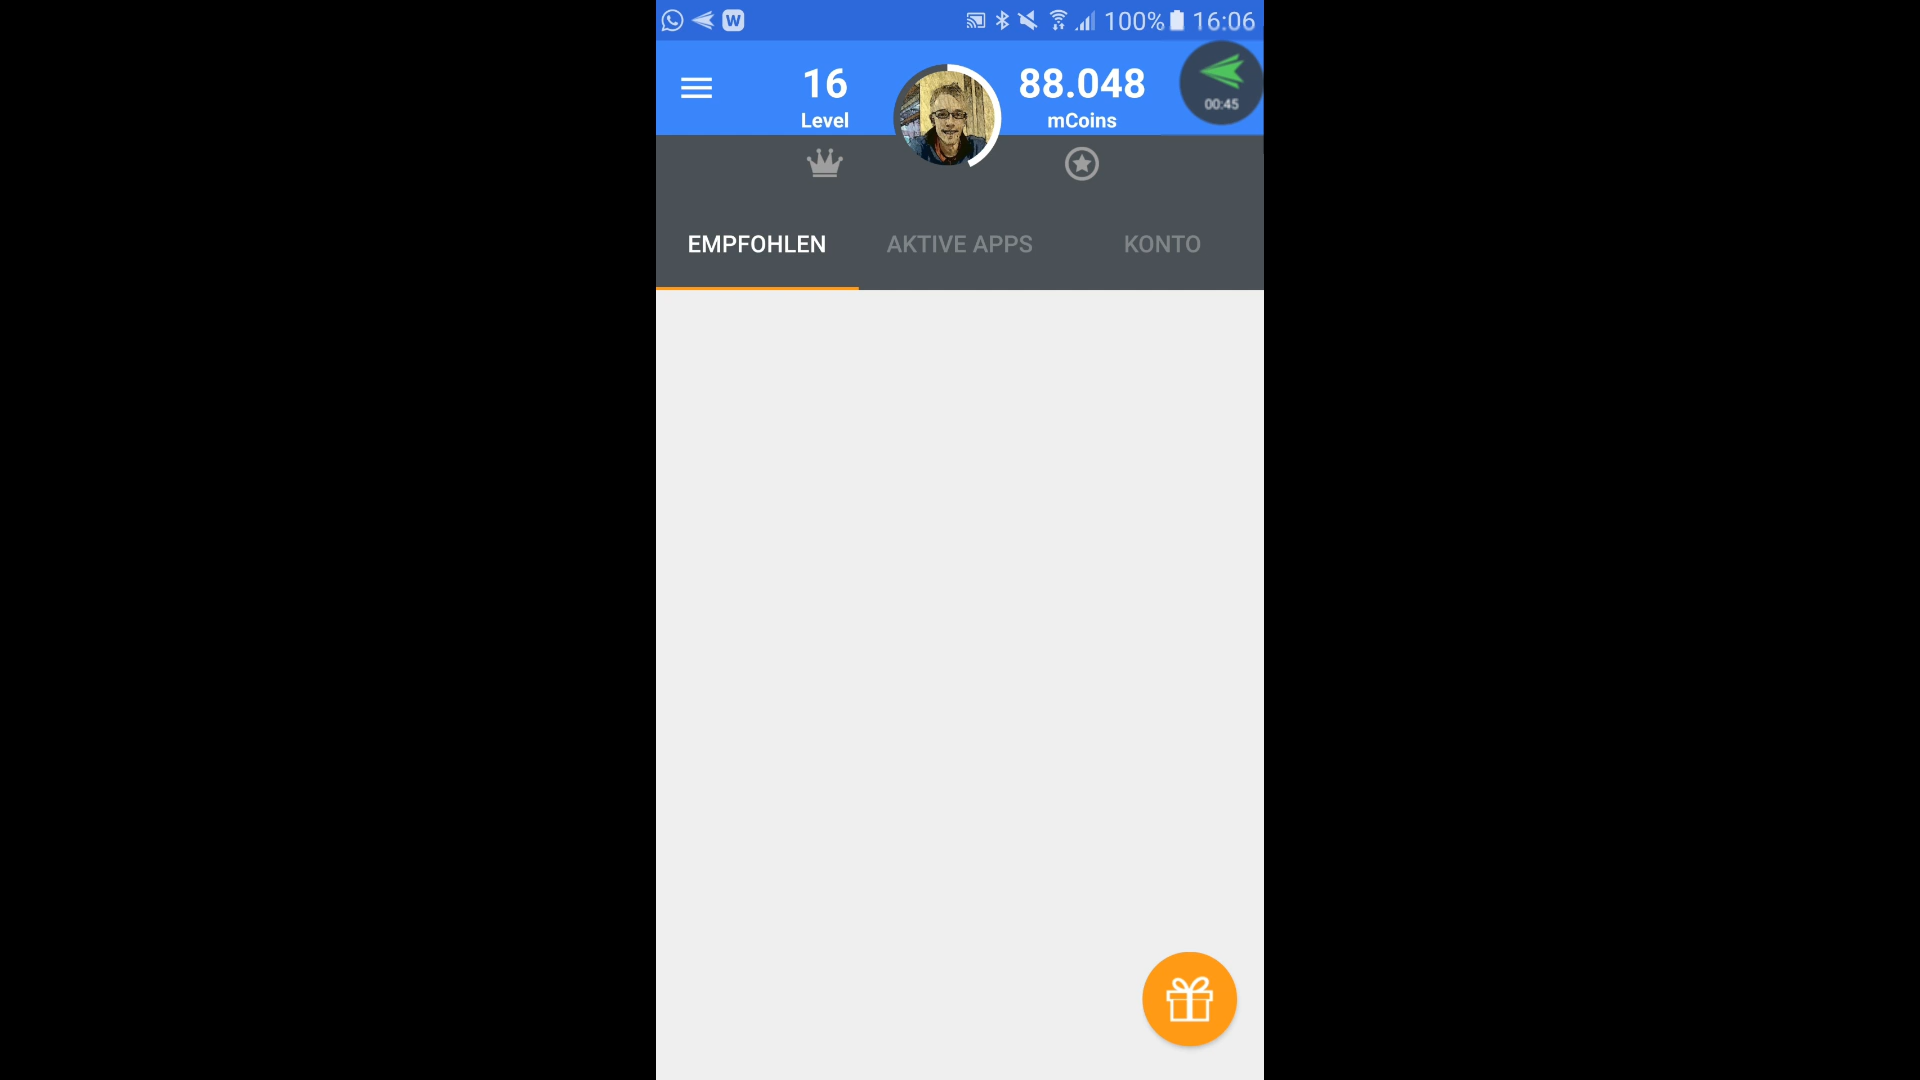 W
100% 16:06
16
Level
88.048
mCoins
00:45
EMPFOHLEN
AKTIVE APPS
KONTO